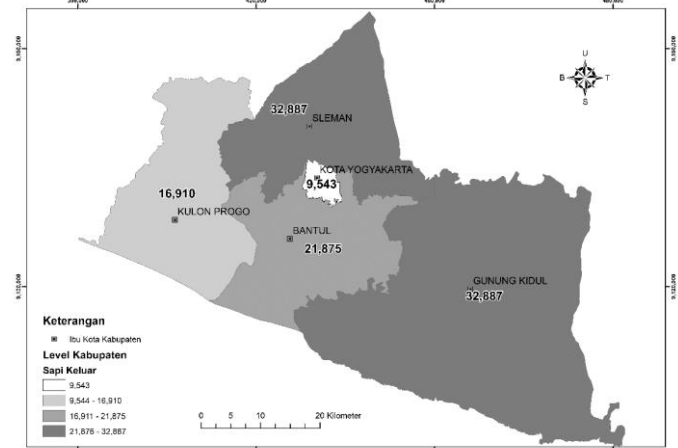 U
B T
S
32,887
SLEMAN
KOTA YOGYAKARTA
9,543
16,910
KULON PROGO
BANTUL
21,875
GUNUNG KIDUL
32,887
Keterangan
Ibu Kota Kabupaten
Level Kabupaten
Sapi Keluar
9,543
9,544 - 16,910
16,911 - 21,875
21,876 - 32,887
0 5 10 20 Kilometer